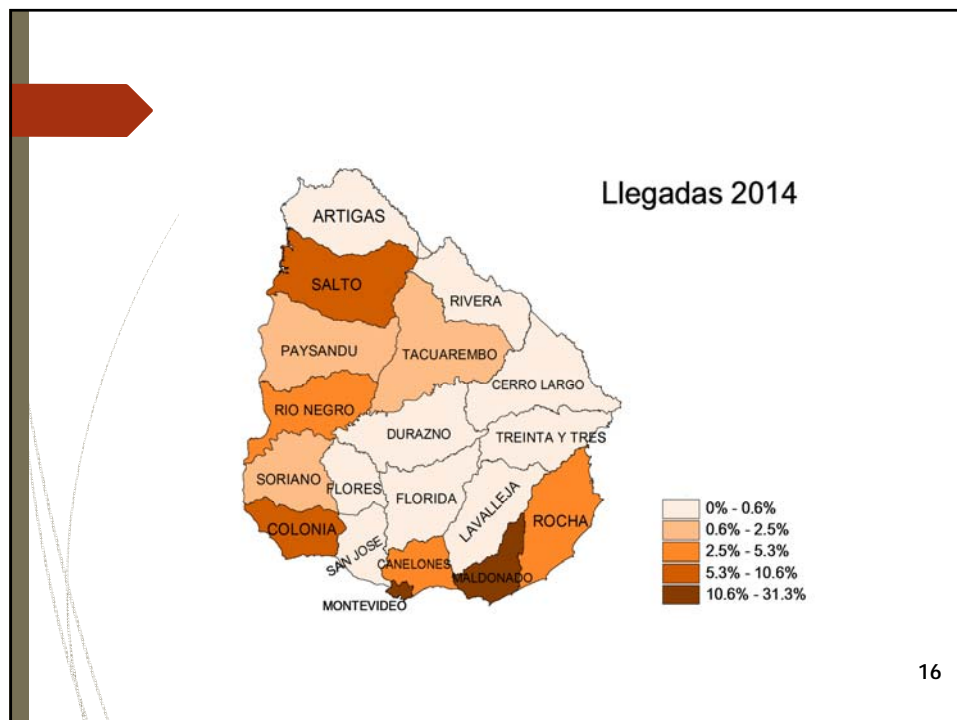 Llegadas 2014
ARTIGAS
SALTO
RIVERA
PAYSANDU
TACUAREMBO
CERRO LARGO
RIO NEGRO
DURAZNO
TREINTA Y TRES
SORIANO
FLORES
FLORIDA
LAVALLEJA
ROCHA
COLONIA
SAN JOSE
CANELONES
MALDONADO
MONTEVIDEO
0% - 0.6%
0.6% - 2.5%
2.5% - 5.3%
5.3% - 10.6%
10.6% - 31.3%
16